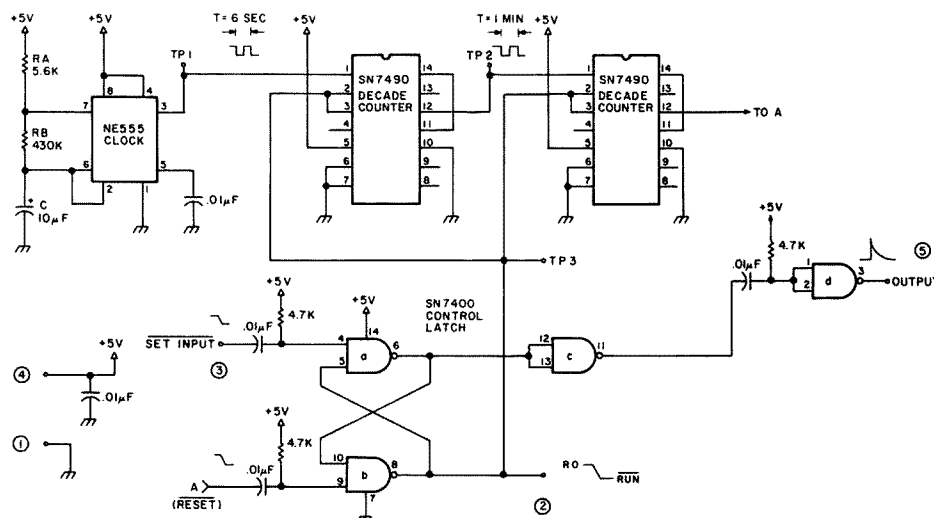 +5V
+5V
T = 6 SEC
+5V
T = 1 MIN
+5V
RA
5.6K
TP1
TP2
8
4
7
3
NE555
CLOCK
RB
430K
6
5
2
1
+
C
10µF
.01µF
1
14
SN7490
2
DECADE
13
3
COUNTER
12
4
11
5
10
6
9
7
8
1
14
SN7490
2
DECADE
13
3
COUNTER
12
TO A
4
11
5
10
6
9
7
8
TP3
+5V
4.7K
.01µF
1
2
d
3
5
OUTPUT
+5V
+5V
SN7400
CONTROL
LATCH
.01µF
4.7K
14
SET INPUT
4
5
a
6
12
13
c
11
3
+5V
4
.01µF
1
+5V
4.7K
.01µF
10
9
b
8
7
A
(RESET)
RO
RUN
2